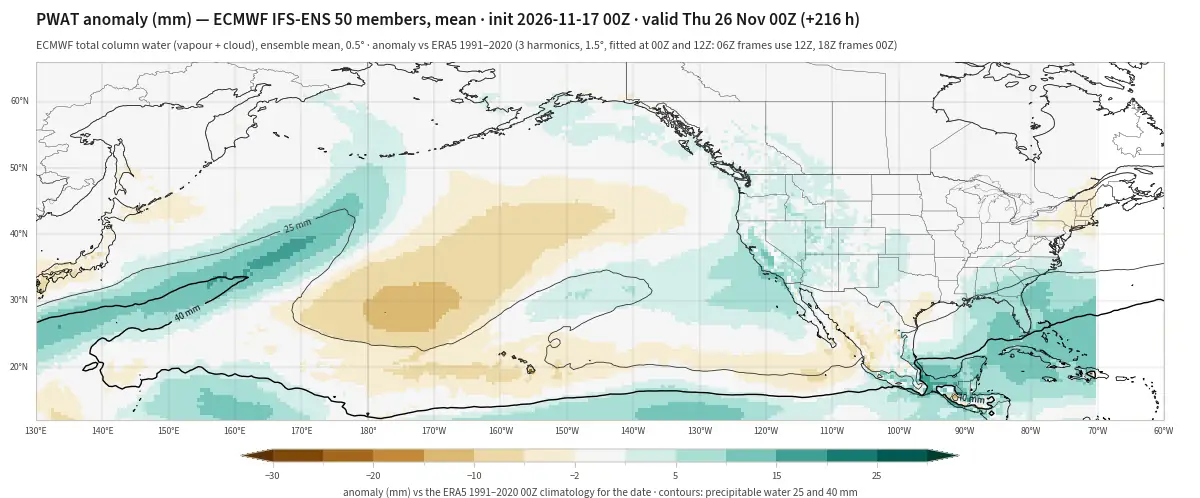 PWAT anomaly (mm) — ECMWF IFS-ENS 50 members, mean · init 2026-11-17 00Z · valid Thu 26 Nov 00Z (+216 h)
ECMWF total column water (vapour + cloud), ensemble mean, 0.5° · anomaly vs ERA5 1991–2020 (3 harmonics, 1.5°, fitted at 00Z and 12Z: 06Z frames use 12Z, 18Z frames 00Z)
60°N
50°N
25 mm
40°N
30°N
40 mm
20°N
40 mm
130°E 140°E 150°E 160°E 170°E 180° 170°W 160°W 150°W 140°W 130°W 120°W 110°W 100°W 90°W 80°W 70°W 60°W
−30 −20 −10 −2 5 15 25
anomaly (mm) vs the ERA5 1991–2020 00Z climatology for the date · contours: precipitable water 25 and 40 mm